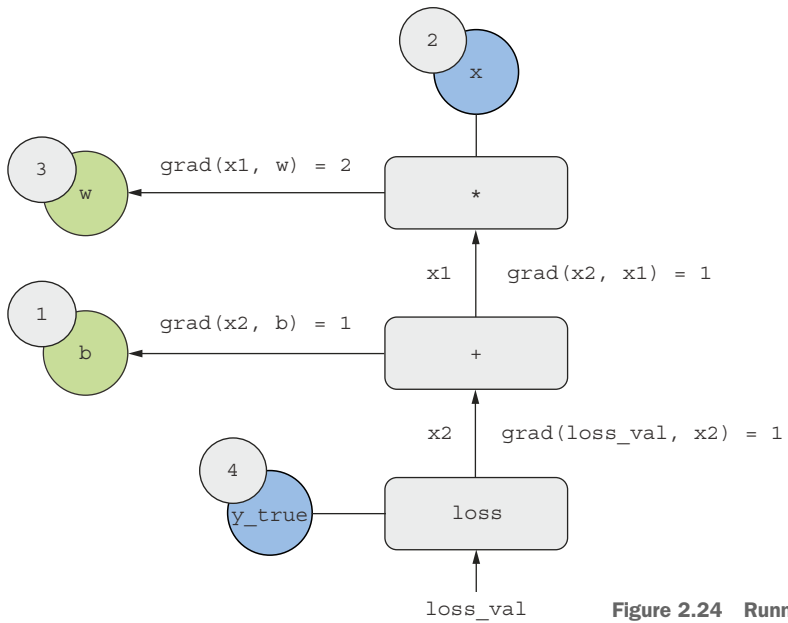 2
x
3
grad(x1, w) = 2
w
*
x1
grad(x2, x1) = 1
1
grad(x2, b) = 1
b
+
x2
grad(loss_val, x2) = 1
4
y_true
loss
loss_val
Figure 2.24 Runn